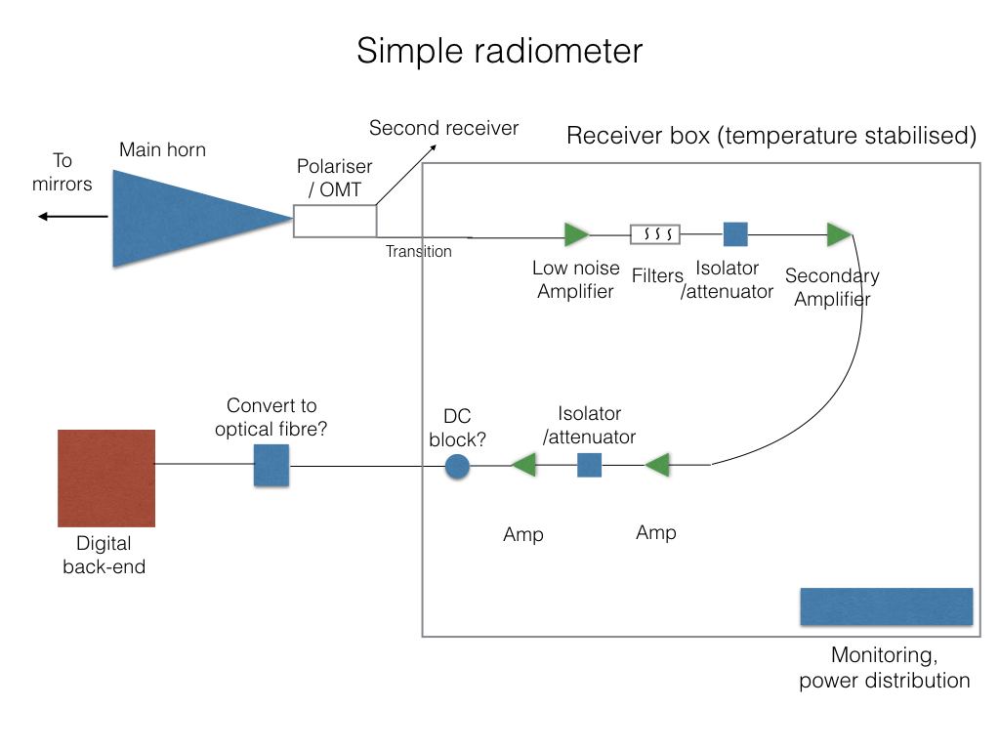 Simple radiometer
Second receiver
Receiver box (temperature stabilised)
Main horn
To
mirrors
Polariser
/ OMT
Transition
Low noise
Amplifier
Filters
Isolator
/attenuator
Secondary
Amplifier
Convert to
optical fibre?
DC
block?
Isolator
/attenuator
Amp
Amp
Digital
back-end
Monitoring,
power distribution